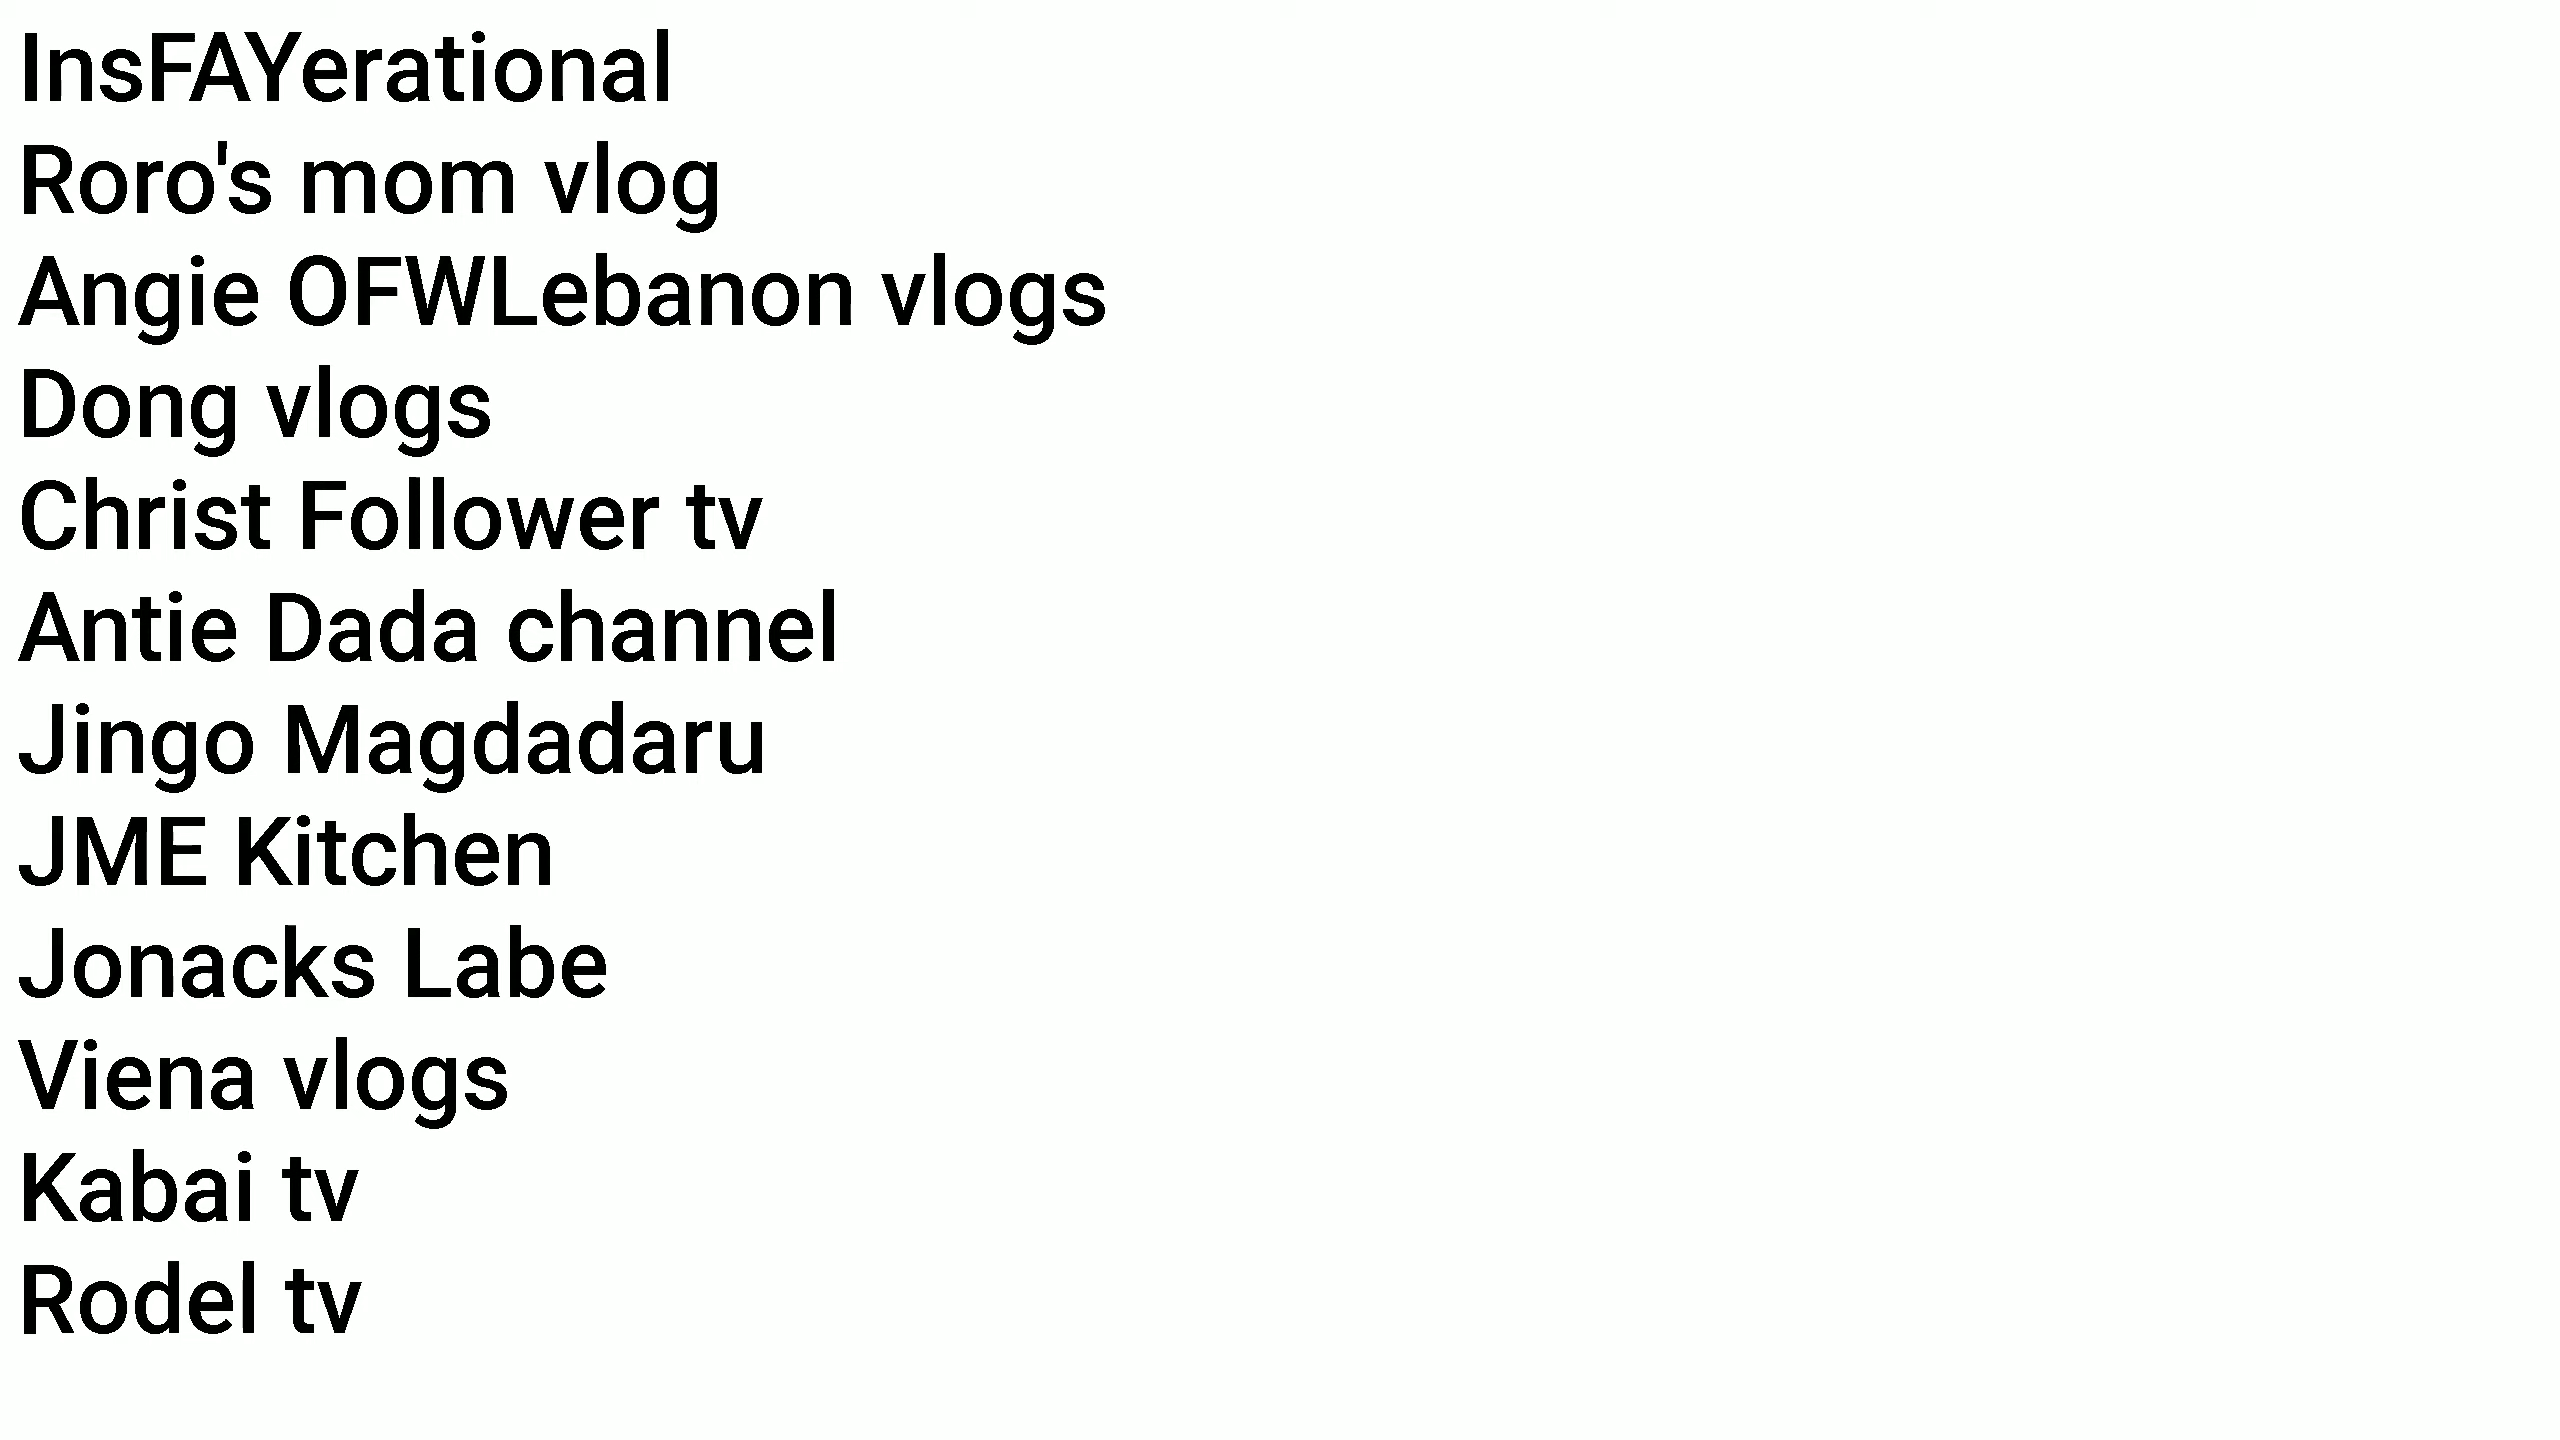 InsFAYerational
Roro's mom vlog
Angie OFWLebanon vlogs
Dong vlogs
Christ Follower tv
Antie Dada channel
Jingo Magdadaru
JME Kitchen
Jonacks Labe
Viena vlogs
Kabai tv
Rodel tv